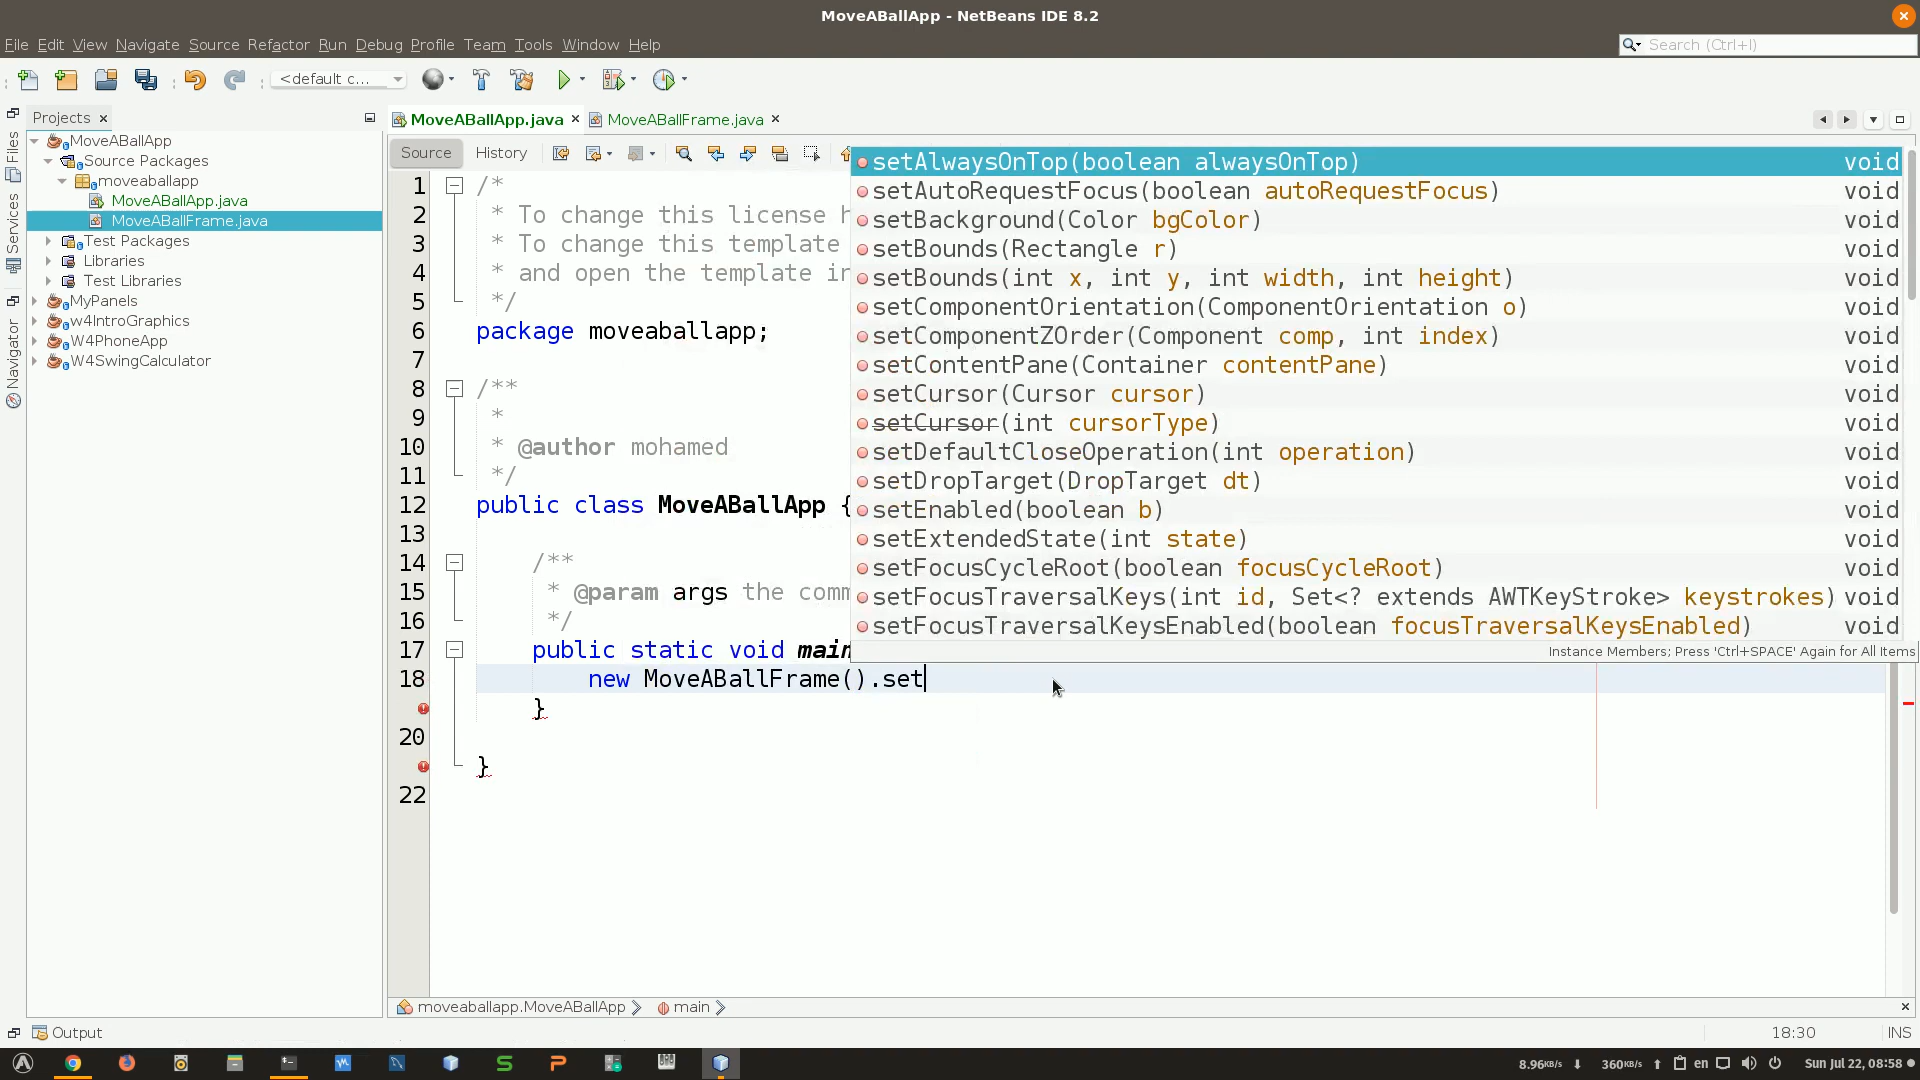 MoveABallApp - NetBeans IDE 8.2
File Edit View Navigate Source Refactor Run Debug Profile Team Tools Window Help
Search (Ctrl+I)
<default c...
Projects
MoveABallApp.java
MoveABallFrame.java
Files
Services
Navigator
MoveABallApp
Source Packages
moveaballapp
MoveABallApp.java
MoveABallFrame.java
Test Packages
Libraries
Test Libraries
MyPanels
w4IntroGraphics
W4PhoneApp
W4SwingCalculator
Source History
1 /*
2 * To change this license h
3 * To change this template
4 * and open the template in
5 */
6 package moveaballapp;
7
8 /**
9 *
10 * @author mohamed
11 */
12 public class MoveABallApp {
13
14 /**
15 * @param args the comm
16 */
17 public static void main
18 new MoveABallFrame().set
}
20
}
22
setAlwaysOnTop(boolean alwaysOnTop) void
setAutoRequestFocus(boolean autoRequestFocus) void
setBackground(Color bgColor) void
setBounds(Rectangle r) void
setBounds(int x, int y, int width, int height) void
setComponentOrientation(ComponentOrientation o) void
setComponentZOrder(Component comp, int index) void
setContentPane(Container contentPane) void
setCursor(Cursor cursor) void
setCursor(int cursorType) void
setDefaultCloseOperation(int operation) void
setDropTarget(DropTarget dt) void
setEnabled(boolean b) void
setExtendedState(int state) void
setFocusCycleRoot(boolean focusCycleRoot) void
setFocusTraversalKeys(int id, Set<? extends AWTKeyStroke> keystrokes) void
setFocusTraversalKeysEnabled(boolean focusTraversalKeysEnabled) void
Instance Members; Press 'Ctrl+SPACE' Again for All Items
moveaballapp.MoveABallApp main
Output
18:30 INS
8.96KB/s 360KB/s en Sun Jul 22, 08:58